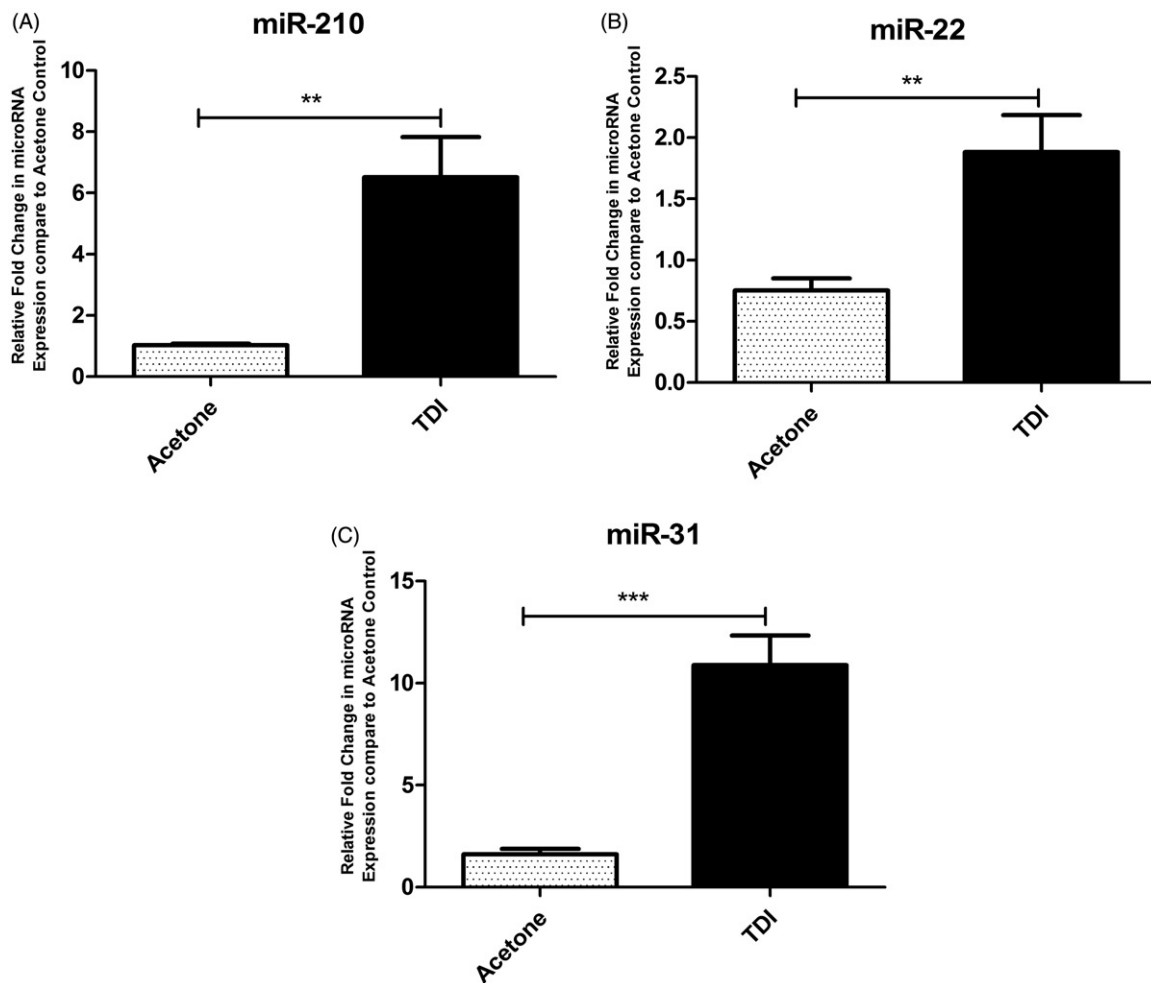 (A)
miR-210
Relative Fold Change in microRNA
Expression compare to Acetone Control
10
8
6
4
2
0
**
Acetone
TDI
(B)
miR-22
Relative Fold Change in microRNA
Expression compare to Acetone Control
2.5
2.0
1.5
1.0
0.5
0.0
**
Acetone
TDI
(C)
miR-31
Relative Fold Change in microRNA
Expression compare to Acetone Control
15
10
5
0
***
Acetone
TDI